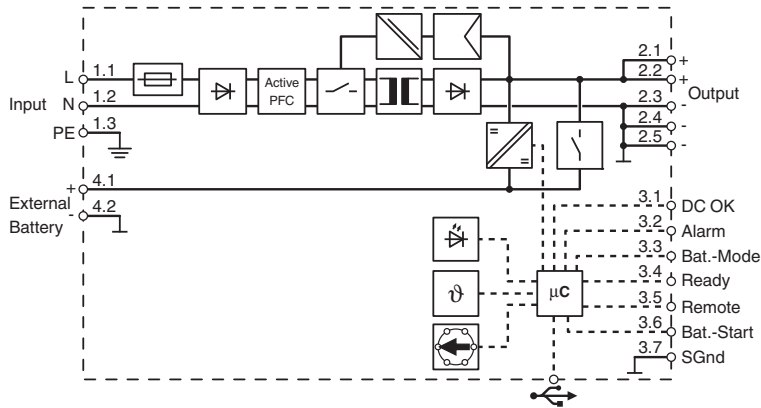 2.1 +
L 1.1 Active PFC 2.2 +
Input N 1.2 2.3 - Output
PE 1.3 2.4 -
2.5 -
+ 4.1 = =
External Battery - 4.2
3.1 DC OK
3.2 Alarm
3.3 Bat.-Mode
3.4 Ready
ϑ µC 3.5 Remote
3.6 Bat.-Start
3.7 SGnd